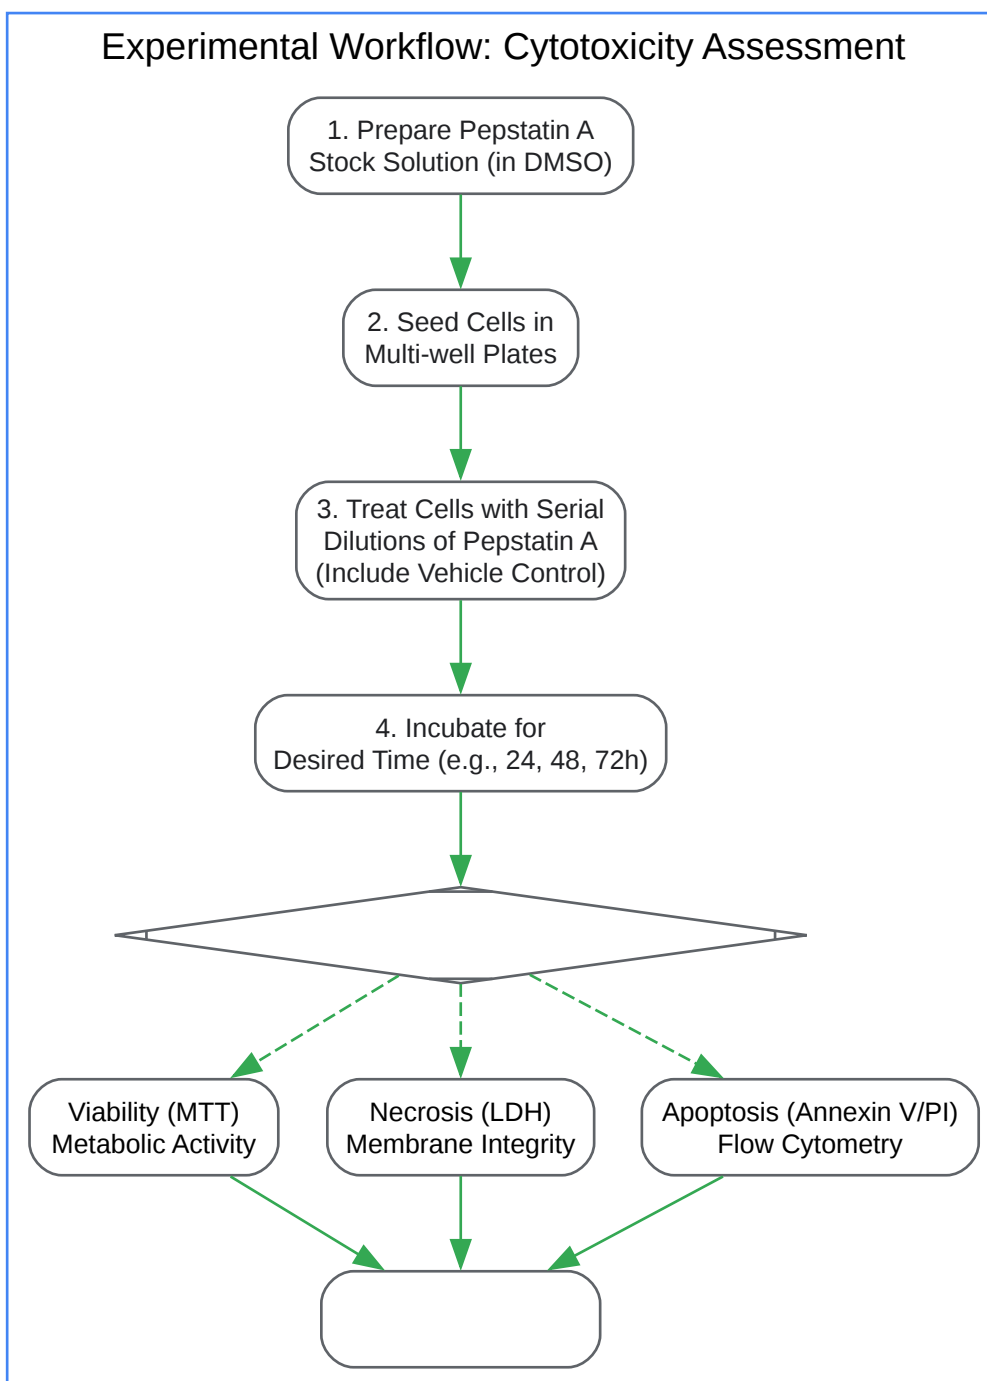 Experimental Workflow: Cytotoxicity Assessment
1. Prepare Pepstatin A
Stock Solution (in DMSO)
2. Seed Cells in
Multi-well Plates
3. Treat Cells with Serial
Dilutions of Pepstatin A
(Include Vehicle Control)
4. Incubate for
Desired Time (e.g., 24, 48, 72h)
Viability (MTT)
Metabolic Activity
Necrosis (LDH)
Membrane Integrity
Apoptosis (Annexin V/PI)
Flow Cytometry